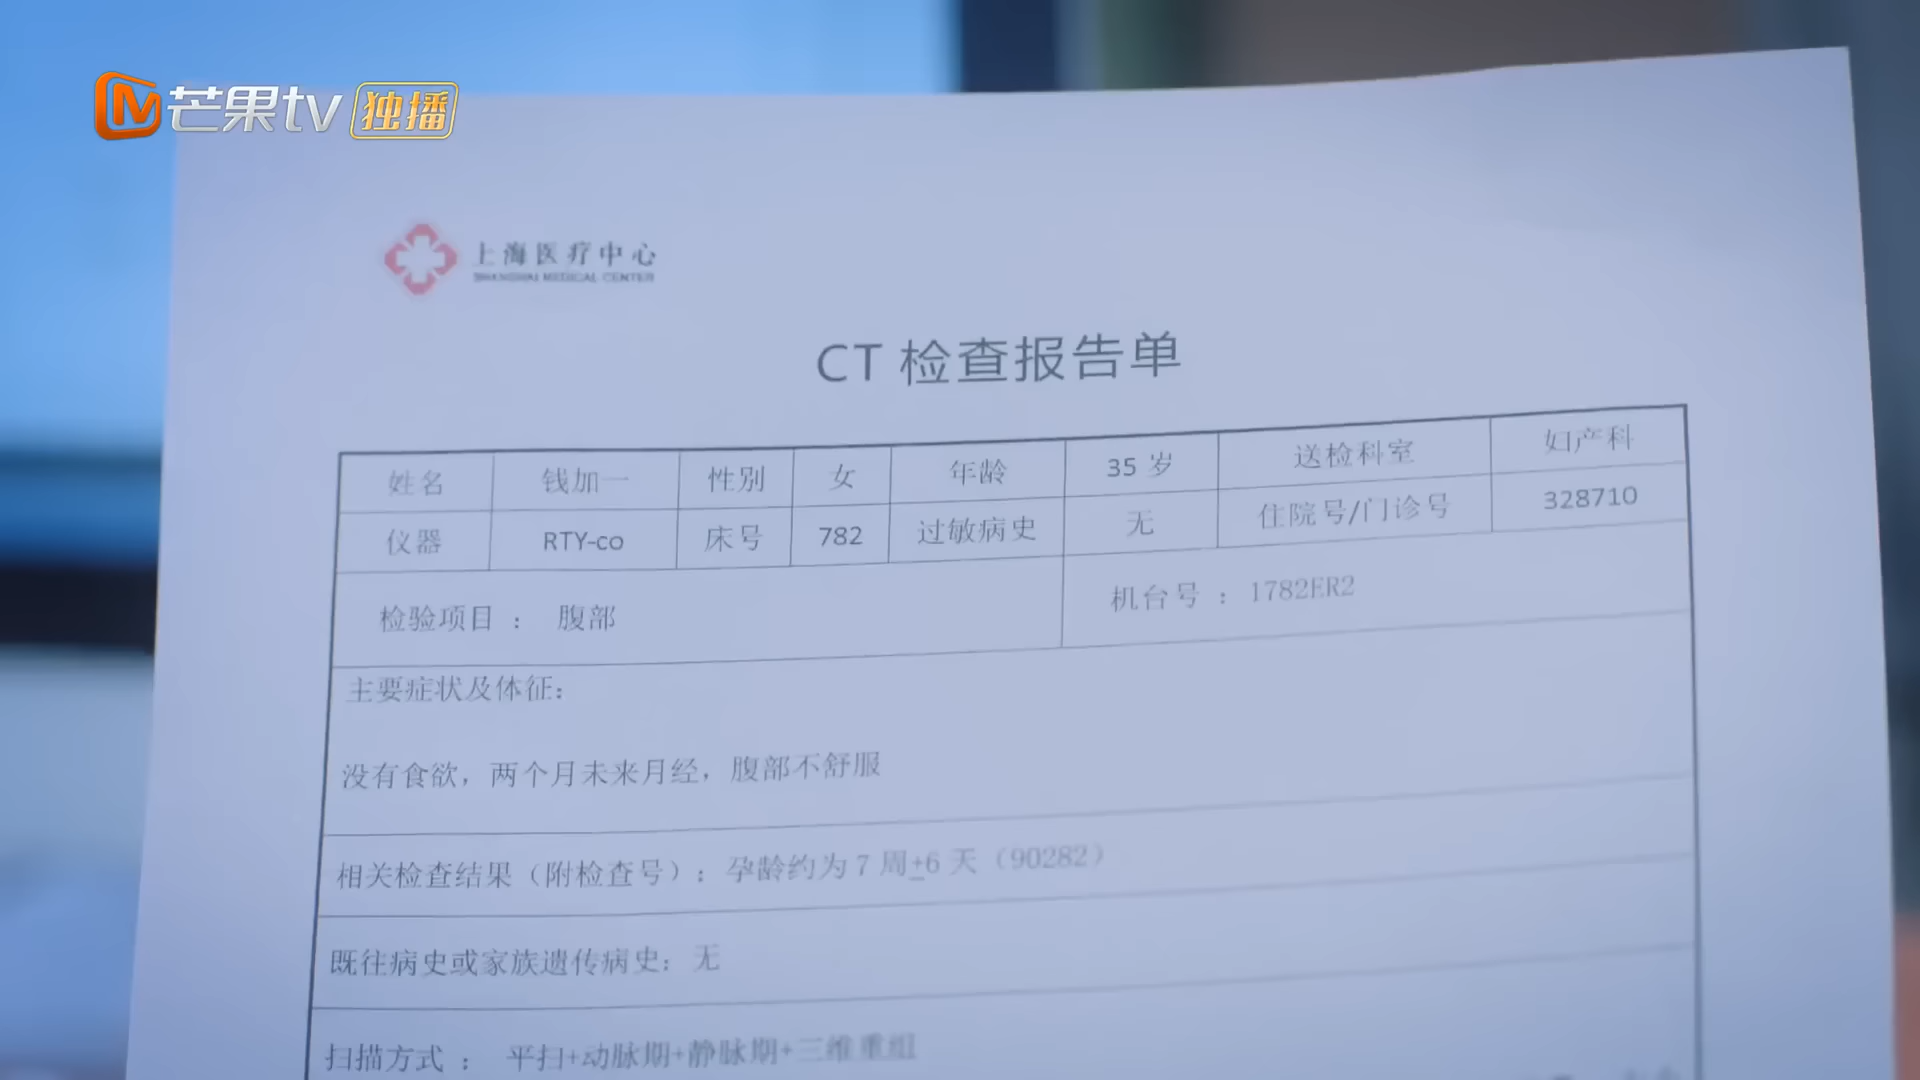 芒果tv 独播
上海医疗中心
SHANGHAI MEDICAL CENTER
CT 检查报告单
姓名 钱加一 性别 女 年龄 35 岁 送检科室 妇产科
仪器 RTY-co 床号 782 过敏病史 无 住院号/门诊号 328710
检验项目 ： 腹部 机台号 ： 1782ER2
主要症状及体征：
没有食欲，两个月未来月经，腹部不舒服
相关检查结果（附检查号）：孕龄约为 7 周±6 天（90282）
既往病史或家族遗传病史：无
扫描方式 ： 平扫+动脉期+静脉期+三维重组